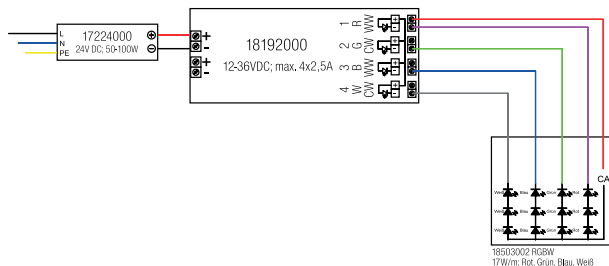 L
N
PE
17224000
24V DC; 50-100W
+
-
18192000
12-36VDC; max. 4x2,5A
+
-
+
-
1 R WW
2 G CW
3 B WW
4 W CW
CA
Weiß Blau Grün Rot
Weiß Blau Grün Rot
Weiß Blau Grün Rot
18503002 RGBW
17W/m; Rot, Grün, Blau, Weiß